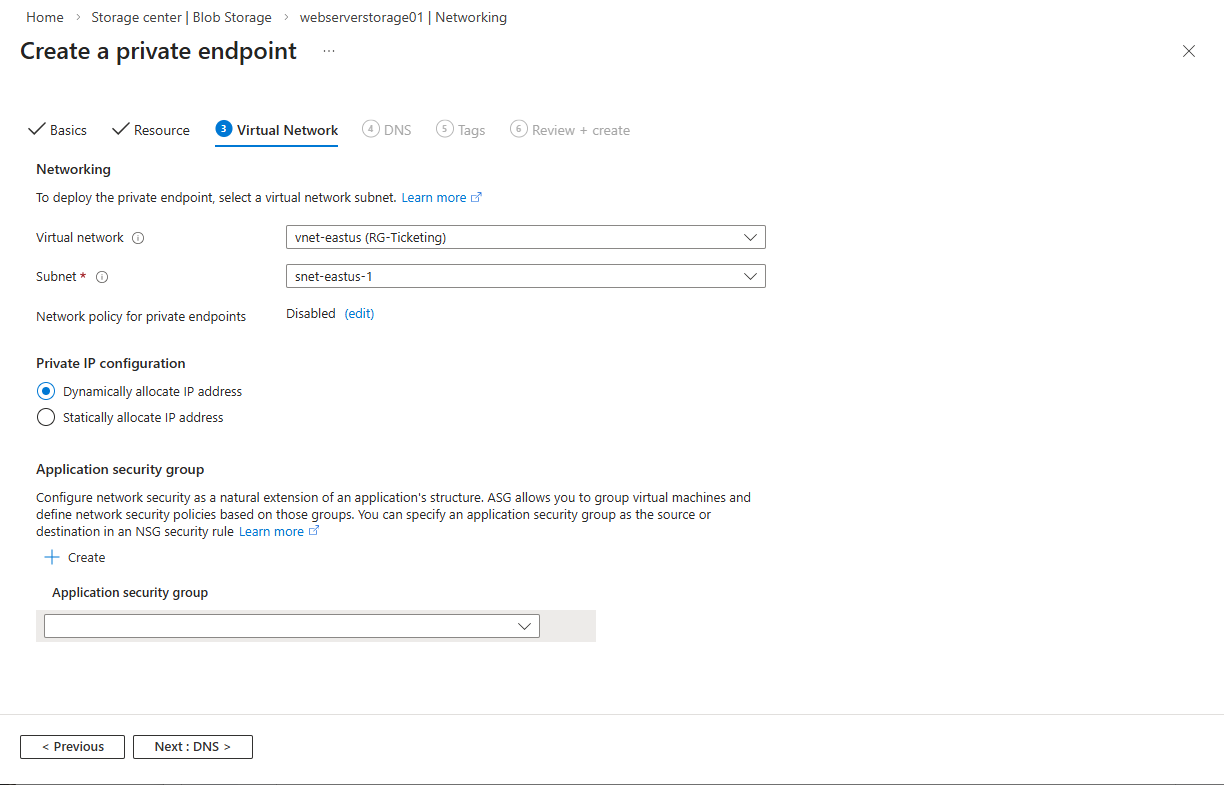 Home > Storage center | Blob Storage > webserverstorage01 | Networking
Create a private endpoint ...
Basics Resource 3 Virtual Network 4 DNS 5 Tags 6 Review + create
Networking
To deploy the private endpoint, select a virtual network subnet. Learn more
Virtual network vnet-eastus (RG-Ticketing)
Subnet * snet-eastus-1
Network policy for private endpoints Disabled (edit)
Private IP configuration
Dynamically allocate IP address
Statically allocate IP address
Application security group
Configure network security as a natural extension of an application's structure. ASG allows you to group virtual machines and
define network security policies based on those groups. You can specify an application security group as the source or
destination in an NSG security rule Learn more
Create
Application security group
< Previous Next : DNS >